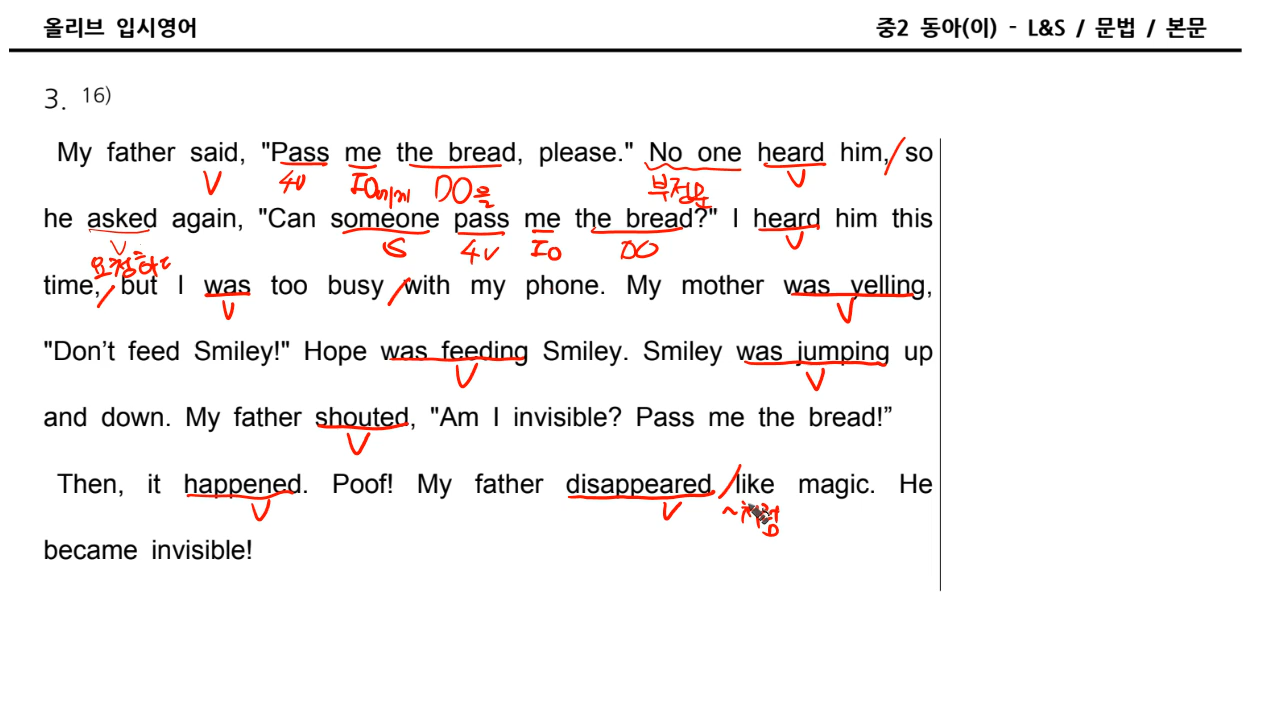 올리브 입시영어 중2 동아(이) - L&S / 문법 / 본문
3. 16)
My father said, "Pass me the bread, please." No one heard him, so
V 4V IO에게 DO을 부정문 V
he asked again, "Can someone pass me the bread?" I heard him this
V 요청하다 S 4V IO DO V
time, but I was too busy with my phone. My mother was yelling,
V V
"Don't feed Smiley!" Hope was feeding Smiley. Smiley was jumping up
V V
and down. My father shouted, "Am I invisible? Pass me the bread!”
V
Then, it happened. Poof! My father disappeared like magic. He
V V ~처럼
became invisible!